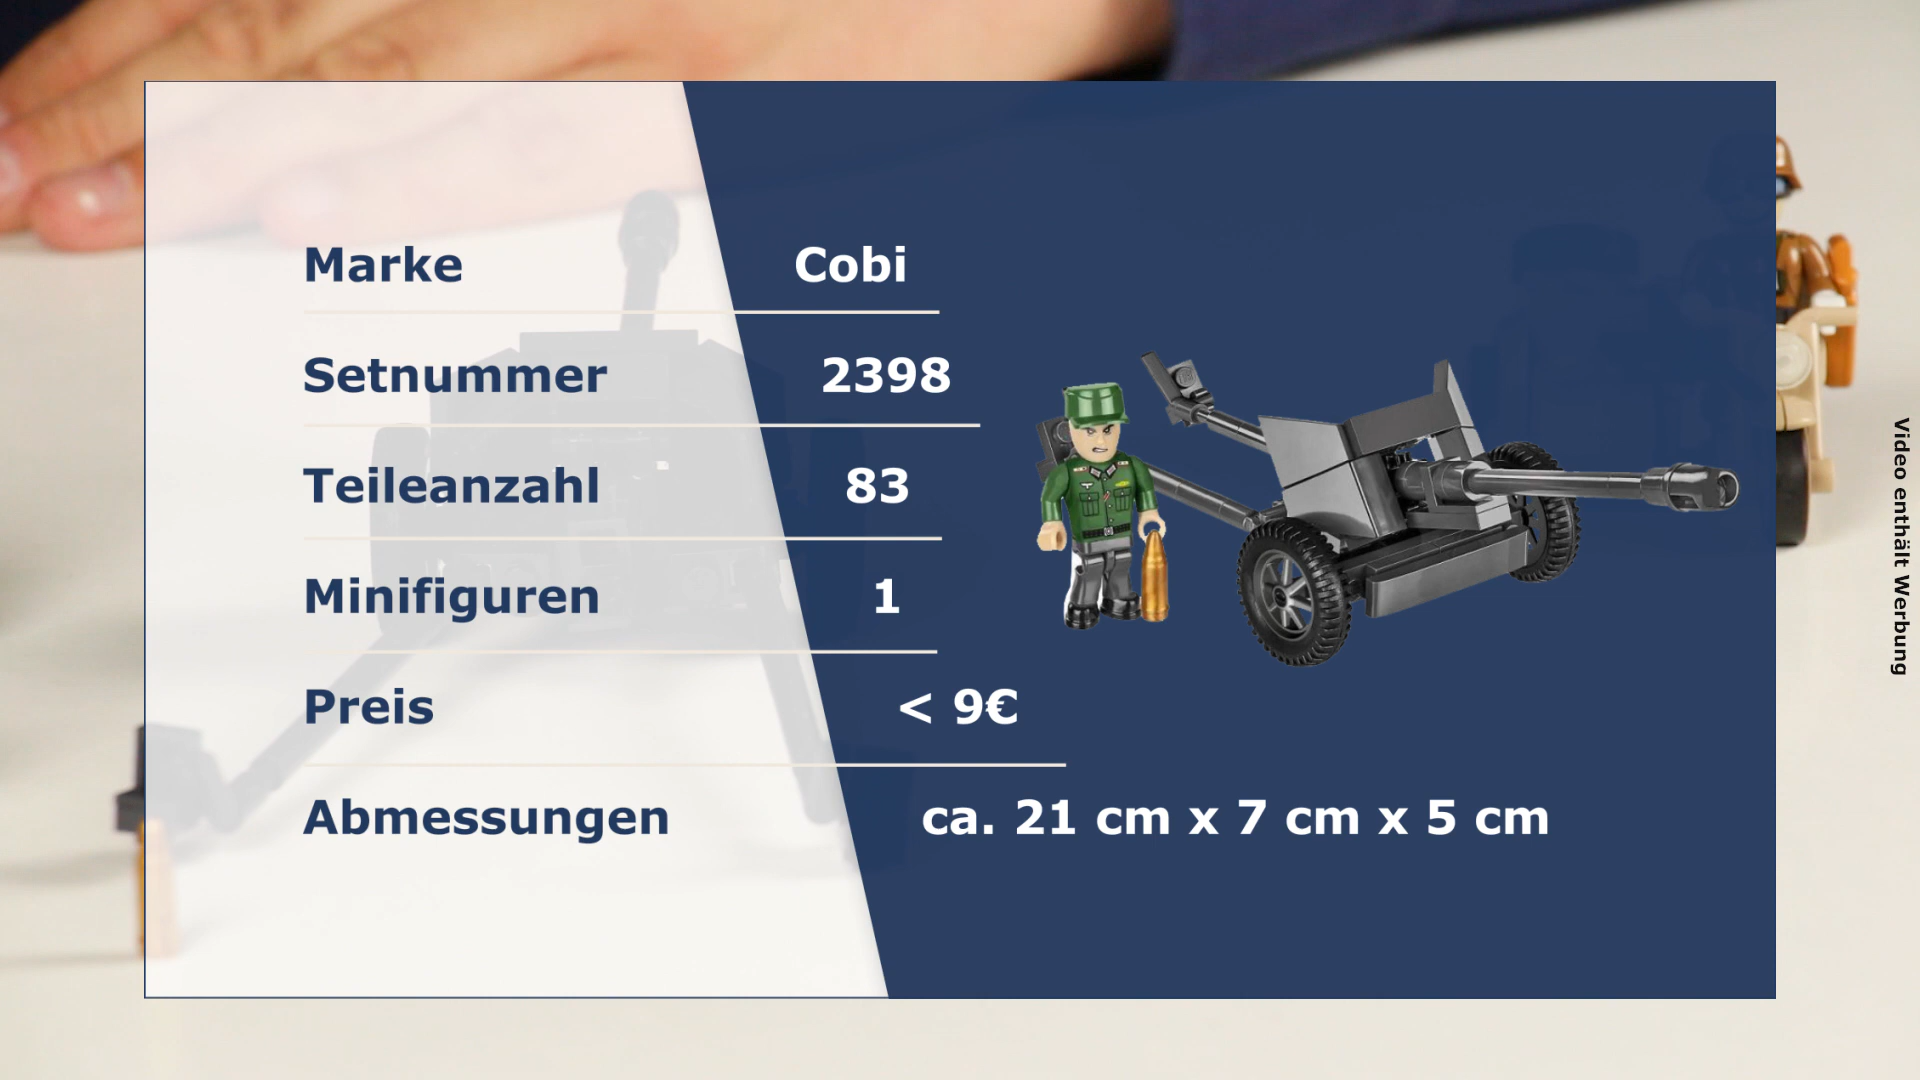 Marke Cobi
Setnummer 2398
Teileanzahl 83
Minifiguren 1
Preis < 9€
Abmessungen ca. 21 cm x 7 cm x 5 cm
Video enthält Werbung